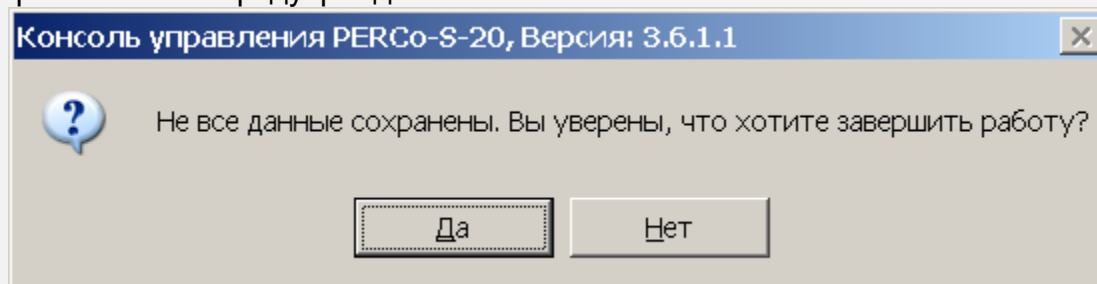 Консоль управления PERCo-S-20, Версия: 3.6.1.1
Не все данные сохранены. Вы уверены, что хотите завершить работу?
Да
Нет